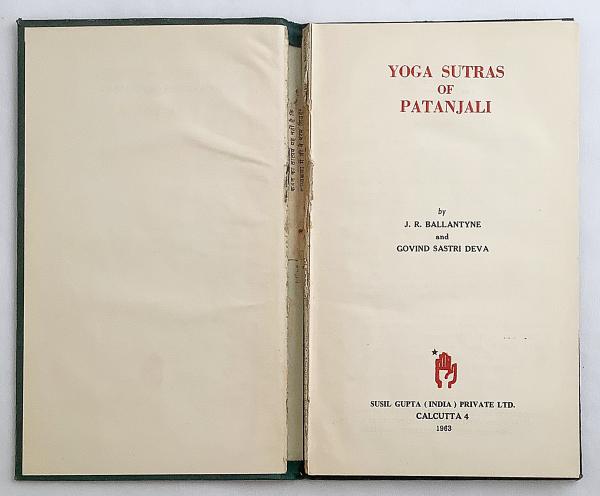 YOGA SUTRAS
OF
PATANJALI
by
J. R. BALLANTYNE
and
GOVIND SASTRI DEVA
SUSIL GUPTA ( INDIA ) PRIVATE LTD.
CALCUTTA 4
1963